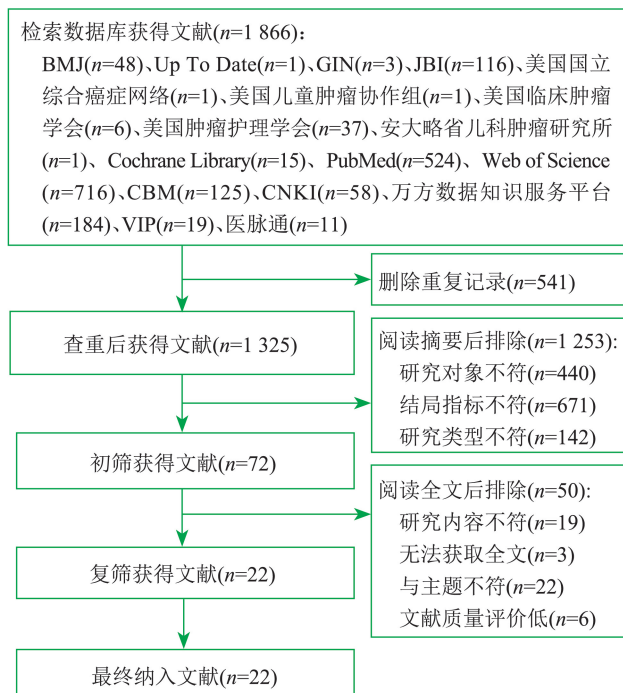 检索数据库获得文献(n=1 866)：
BMJ(n=48)、Up To Date(n=1)、GIN(n=3)、JBI(n=116)、美国国立
综合癌症网络(n=1)、美国儿童肿瘤协作组(n=1)、美国临床肿瘤
学会(n=6)、美国肿瘤护理学会(n=37)、安大略省儿科肿瘤研究所
(n=1)、Cochrane Library(n=15)、PubMed(n=524)、Web of Science
(n=716)、CBM(n=125)、CNKI(n=58)、万方数据知识服务平台
(n=184)、VIP(n=19)、医脉通(n=11)
删除重复记录(n=541)
查重后获得文献(n=1 325)
阅读摘要后排除(n=1 253):
研究对象不符(n=440)
结局指标不符(n=671)
研究类型不符(n=142)
初筛获得文献(n=72)
阅读全文后排除(n=50):
研究内容不符(n=19)
无法获取全文(n=3)
与主题不符(n=22)
文献质量评价低(n=6)
复筛获得文献(n=22)
最终纳入文献(n=22)